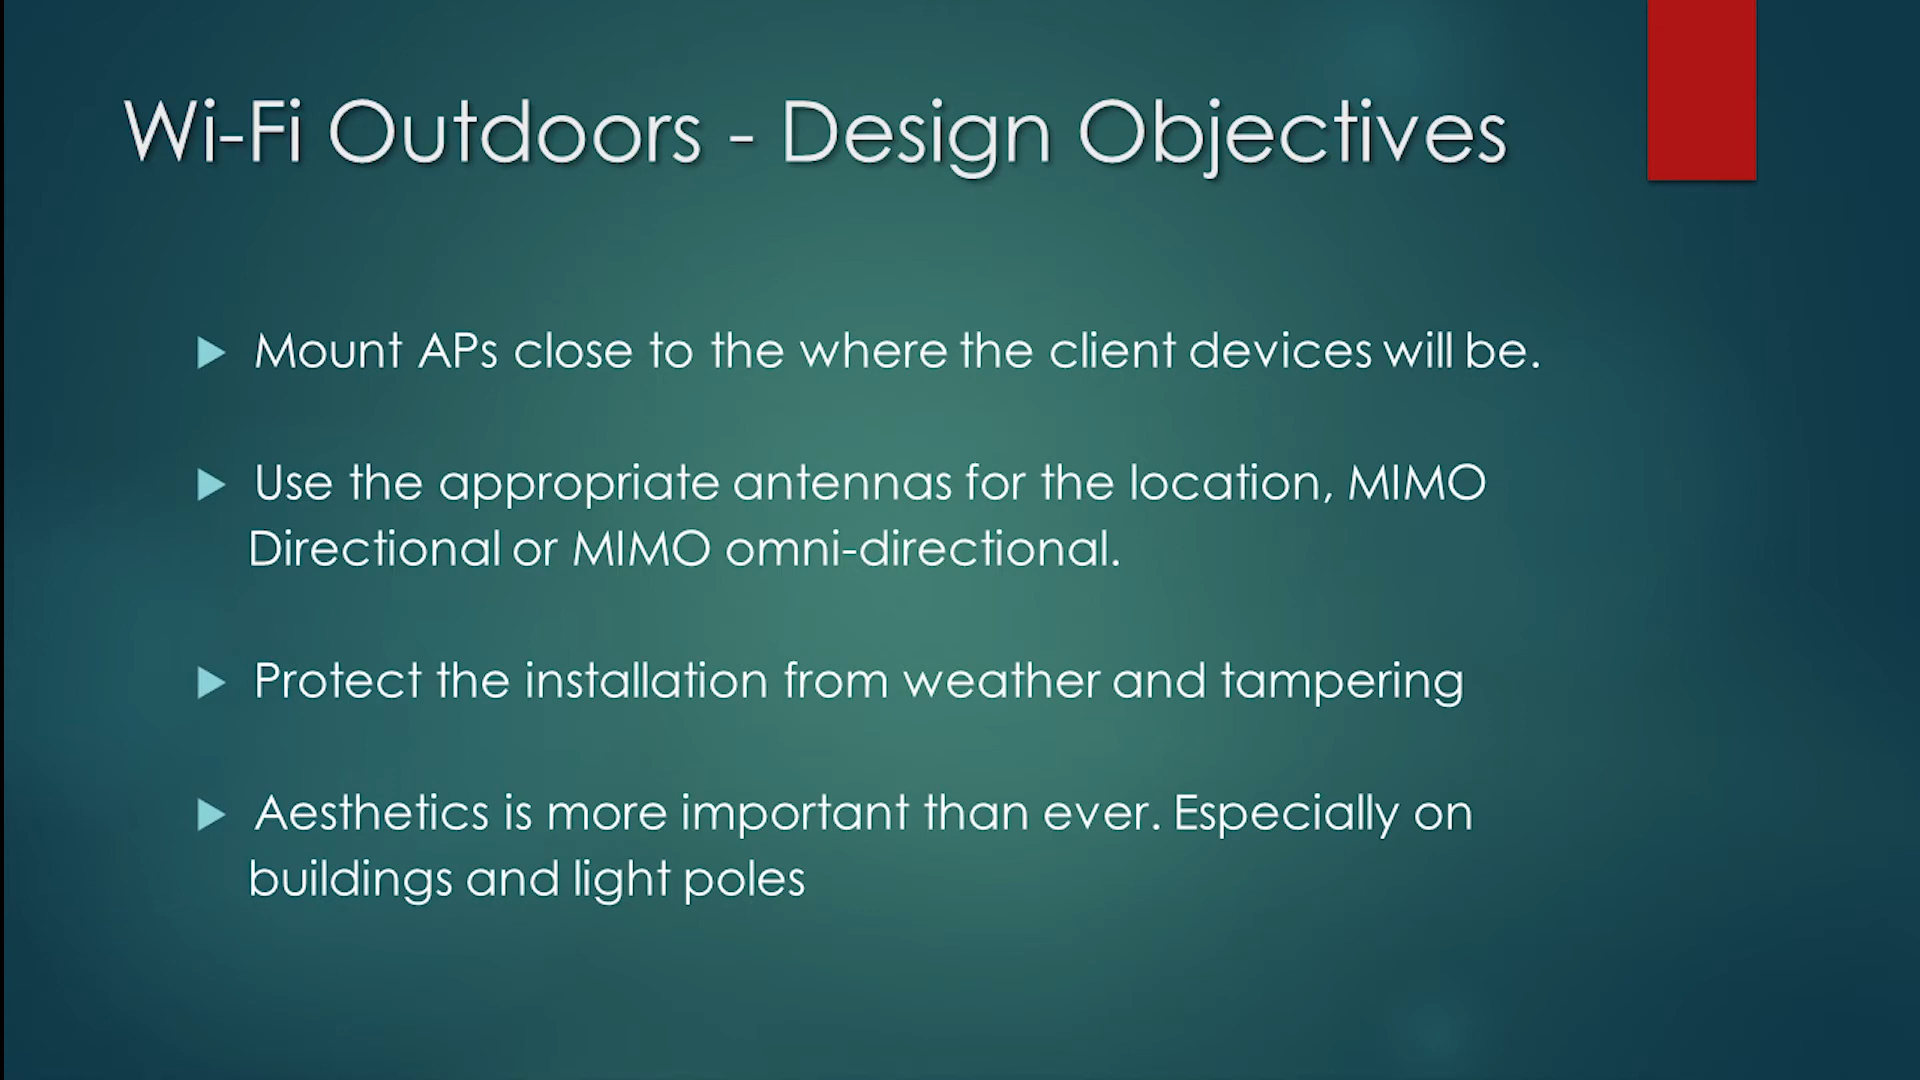 Wi-Fi Outdoors - Design Objectives
Mount APs close to the where the client devices will be.
Use the appropriate antennas for the location, MIMO
Directional or MIMO omni-directional.
Protect the installation from weather and tampering
Aesthetics is more important than ever. Especially on
buildings and light poles